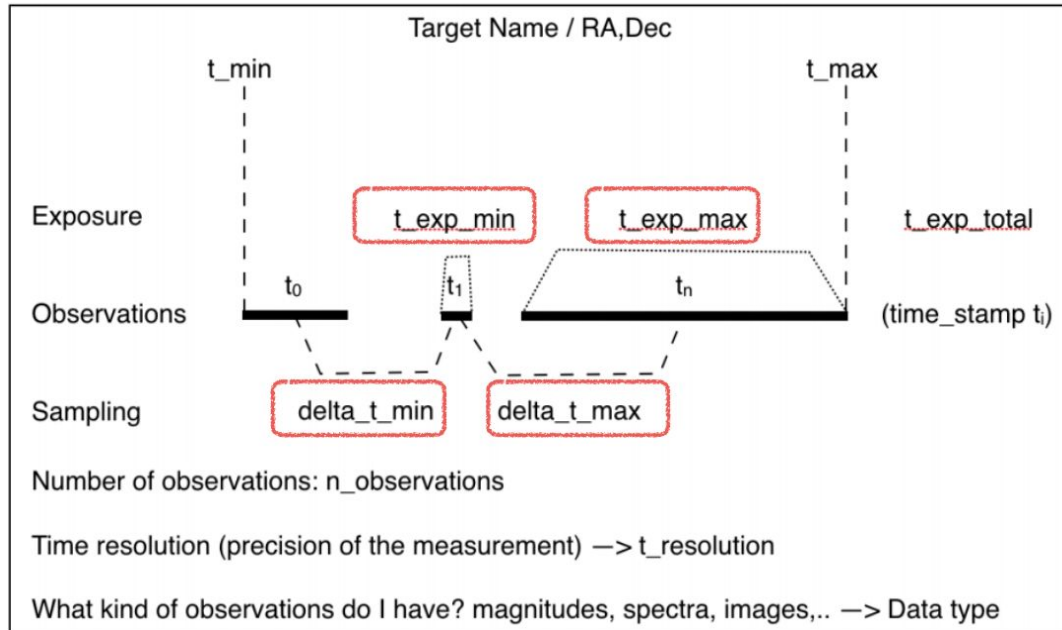 Target Name / RA,Dec
t_min t_max
Exposure t_exp_min t_exp_max t_exp_total
t₀ t₁ tₙ
Observations (time_stamp tᵢ)
Sampling delta_t_min delta_t_max
Number of observations: n_observations
Time resolution (precision of the measurement) —> t_resolution
What kind of observations do I have? magnitudes, spectra, images,.. —> Data type